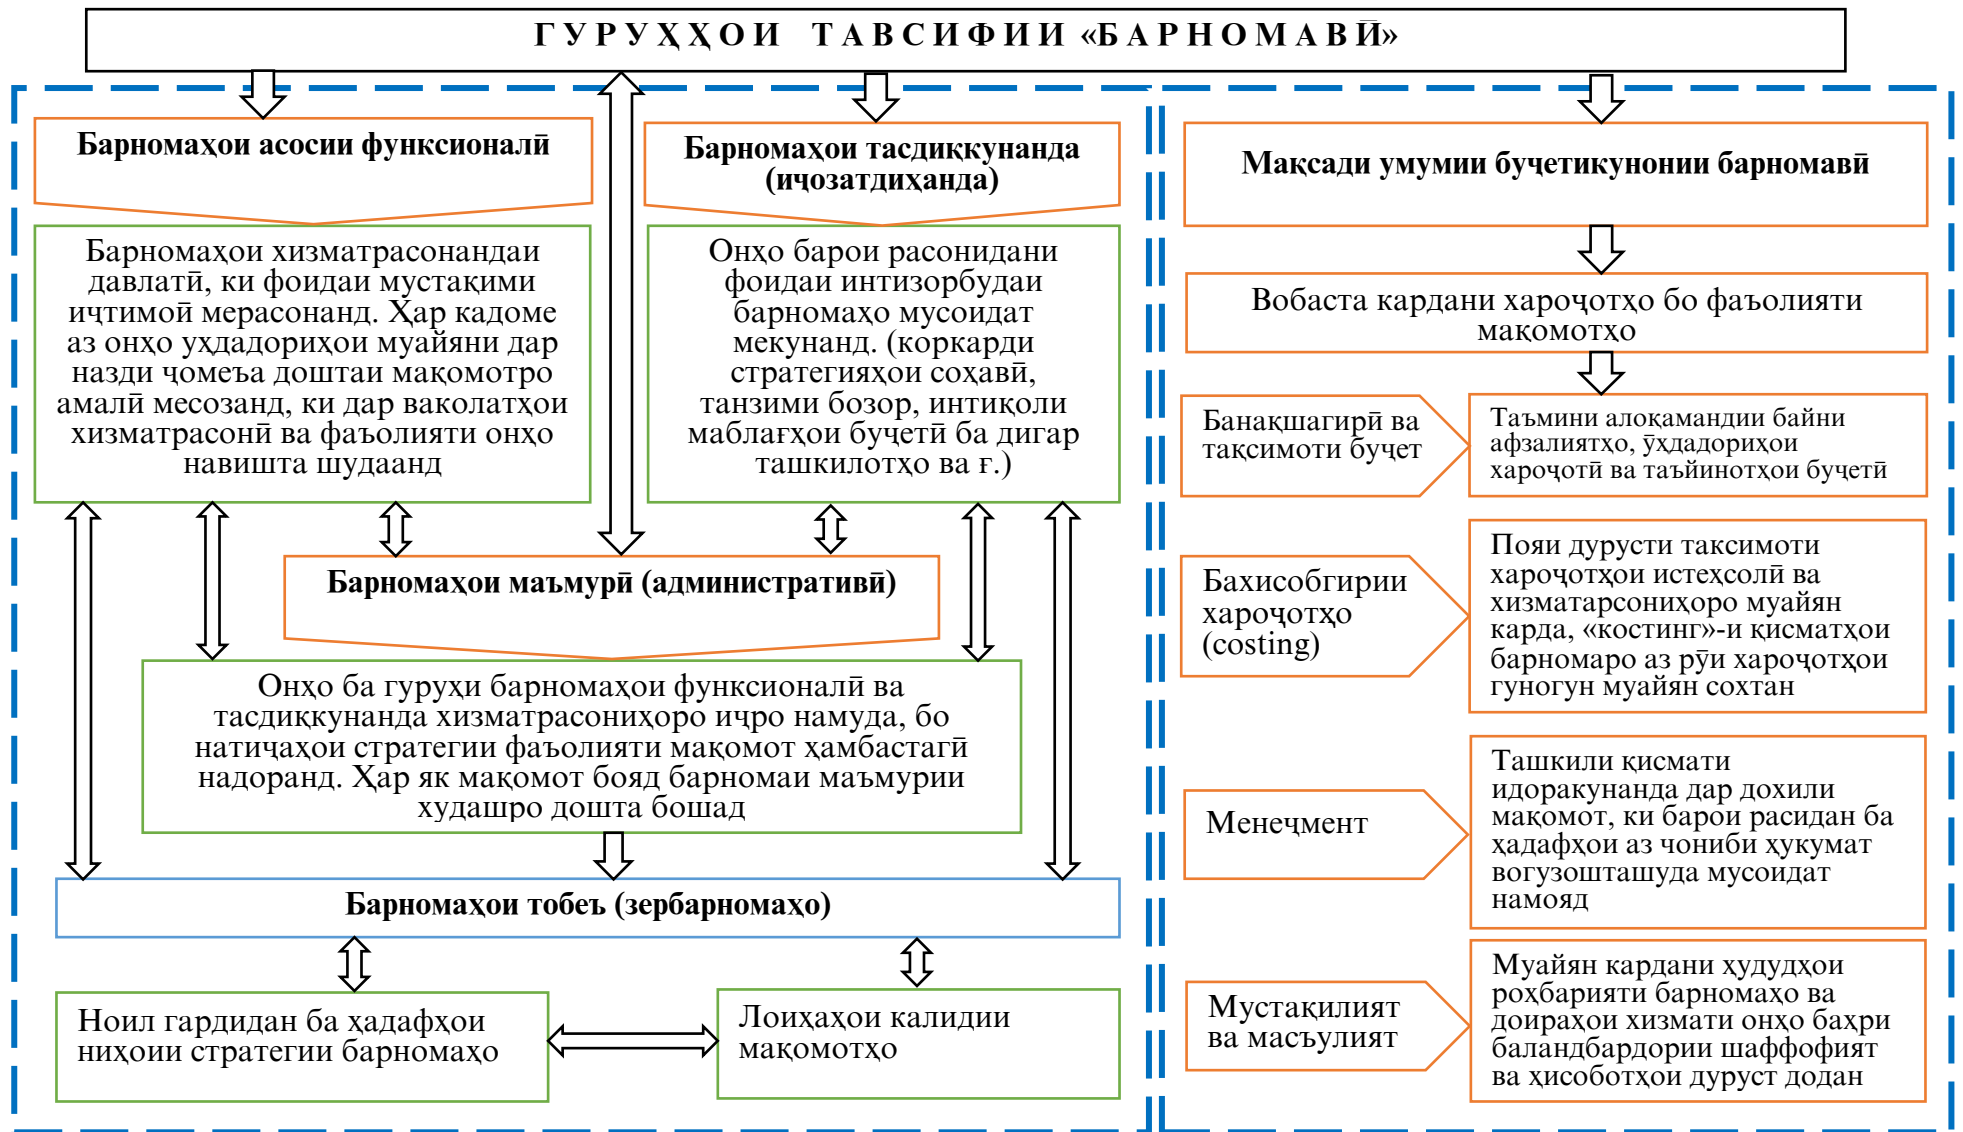 ГУРУҲҲОИ ТАВСИФИИ «БАРНОМАВӢ»
Барномаҳои асосии функсионалӣ
Барномаҳои хизматрасонандаи
давлатӣ, ки фоидаи мустақими
иҷтимоӣ мерасонанд. Ҳар кадоме
аз онҳо уҳдадориҳои муайяни дар
назди ҷомеъа доштаи мақомотро
амалӣ месозанд, ки дар ваколатҳои
хизматрасонӣ ва фаъолияти онҳо
навишта шудаанд
Барномаҳои тасдиққунанда
(иҷозатдиҳанда)
Онҳо барои расонидани
фоидаи интизорбудаи
барномаҳо мусоидат
мекунанд. (коркарди
стратегияҳои соҳавӣ,
танзими бозор, интиқоли
маблағҳои буҷетӣ ба дигар
ташкилотҳо ва ғ.)
Барномаҳои маъмурӣ (административӣ)
Онҳо ба гуруҳи барномаҳои функсионалӣ ва
тасдиққунанда хизматрасониҳоро иҷро намуда, бо
натиҷаҳои стратегии фаъолияти мақомот ҳамбастагӣ
надоранд. Ҳар як мақомот бояд барномаи маъмурии
худашро дошта бошад
Барномаҳои тобеъ (зербарномаҳо)
Ноил гардидан ба ҳадафҳои
ниҳоии стратегии барномаҳо
Лоиҳаҳои калидии
мақомотҳо
Мақсади умумии буҷетикунонии барномавӣ
Вобаста кардани хароҷотҳо бо фаъолияти
мақомотҳо
Банақшагирӣ ва
тақсимоти буҷет
Таъмини алоқамандии байни
афзалиятҳо, ӯҳдадориҳои
хароҷотӣ ва таъйинотҳои буҷетӣ
Бахисобгирии
хароҷотҳо
(costing)
Пояи дурусти таксимоти
хароҷотҳои истеҳсолӣ ва
хизматарсониҳоро муайян
карда, «костинг»-и қисматҳои
барномаро аз рӯи хароҷотҳои
гуногун муайян сохтан
Менеҷмент
Ташкили қисмати
идоракунанда дар дохили
мақомот, ки барои расидан ба
ҳадафҳои аз чониби ҳукумат
вогузошташуда мусоидат
намояд
Мустақилият
ва масъулият
Муайян кардани ҳудудҳои
роҳбарияти барномаҳо ва
доираҳои хизмати онҳо баҳри
баландбардории шаффофият
ва ҳисоботҳои дуруст додан